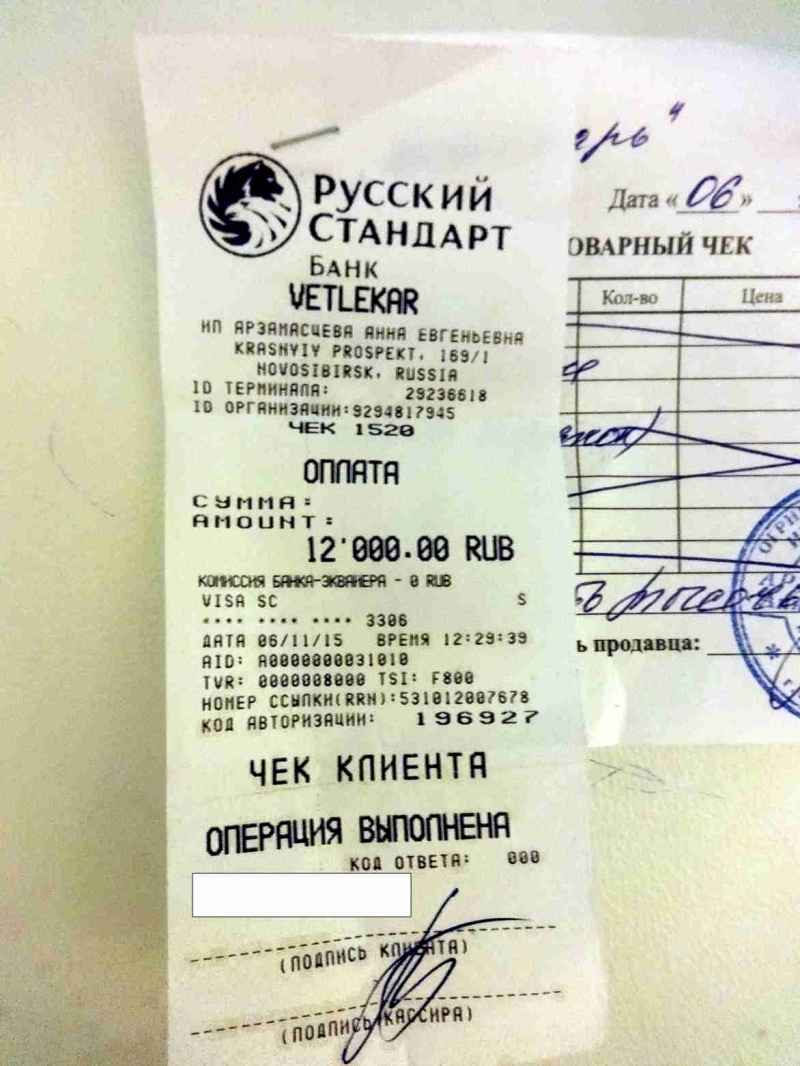 РУССКИЙ
СТАНДАРТ
БАНК
VETLEKAR
ИП АРЗАМАСЦЕВА АННА ЕВГЕНЬЕВНА
KRASNYIY PROSPEKT, 169/1
NOVOSIBIRSK, RUSSIA
ID ТЕРМИНАЛА: 29236618
ID ОРГАНИЗАЦИИ:9294817945
ЧЕК 1520
ОПЛАТА
СУММА:
AMOUNT:
12'000.00 RUB
КОМИССИЯ БАНКА-ЭКВАЙЕРА - 0 RUB
VISA SC S
**** **** **** 3306
ДАТА 06/11/15 ВРЕМЯ 12:29:39
AID: A0000000031010
TVR: 0000008000 TSI: F800
НОМЕР ССЫЛКИ(RRN):531012007678
КОД АВТОРИЗАЦИИ: 196927
ЧЕК КЛИЕНТА
ОПЕРАЦИЯ ВЫПОЛНЕНА
КОД ОТВЕТА: 000
(ПОДПИСЬ КЛИЕНТА)
(ПОДПИСЬ КАССИРА)
Дата «06»
ОВАРНЫЙ ЧЕК
Кол-во Цена
ь продавца: